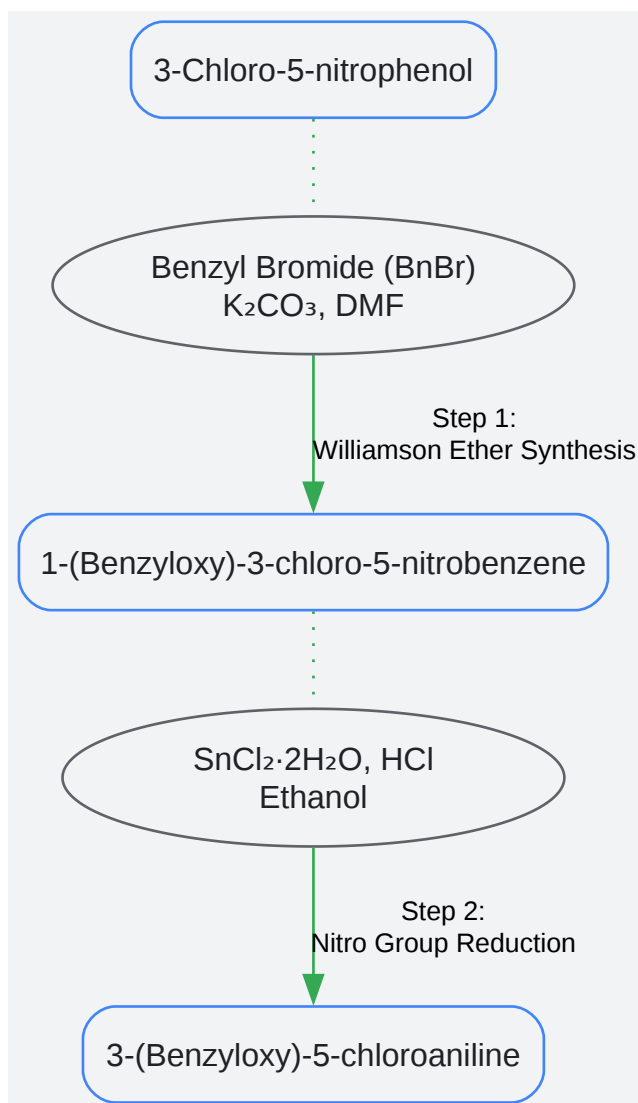 3-Chloro-5-nitrophenol
Benzyl Bromide (BnBr)
K₂CO₃, DMF
Step 1:
Williamson Ether Synthesis
1-(Benzyloxy)-3-chloro-5-nitrobenzene
SnCl₂·2H₂O, HCl
Ethanol
Step 2:
Nitro Group Reduction
3-(Benzyloxy)-5-chloroaniline